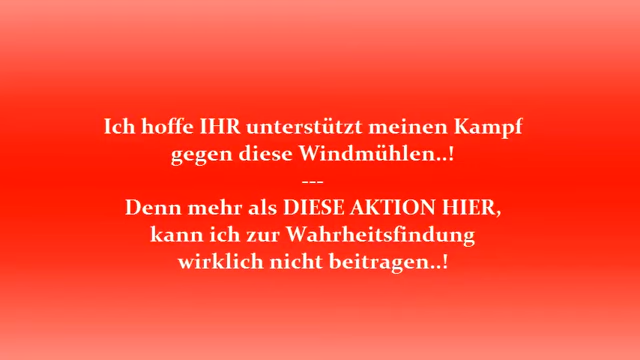 Ich hoffe IHR unterstützt meinen Kampf
gegen diese Windmühlen..!
---
Denn mehr als DIESE AKTION HIER,
kann ich zur Wahrheitsfindung
wirklich nicht beitragen..!